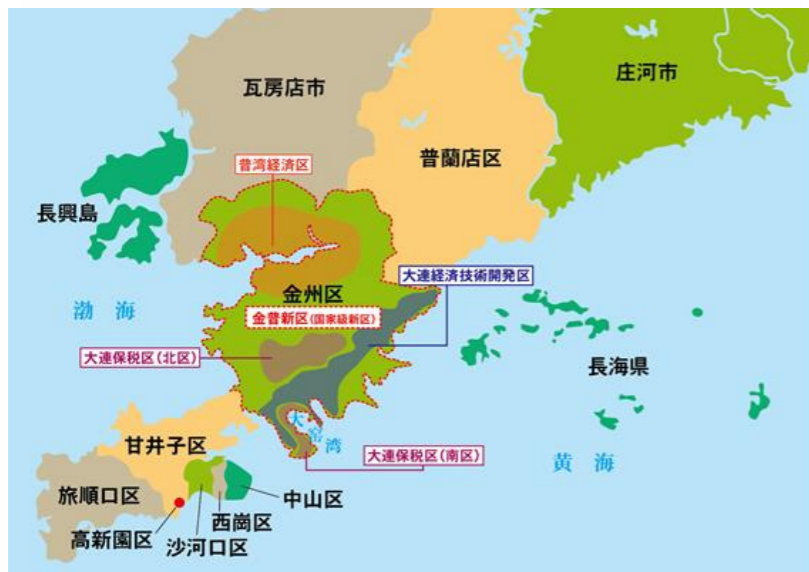 庄河市
瓦房店市
普蘭店区
普湾経済区
長興島
大連経済技術開発区
金州区
渤海
金普新区(国家級新区)
大連保税区(北区)
長海県
大窑湾
甘井子区
大連保税区(南区)
黄海
旅順口区
中山区
西崗区
高新園区
沙河口区